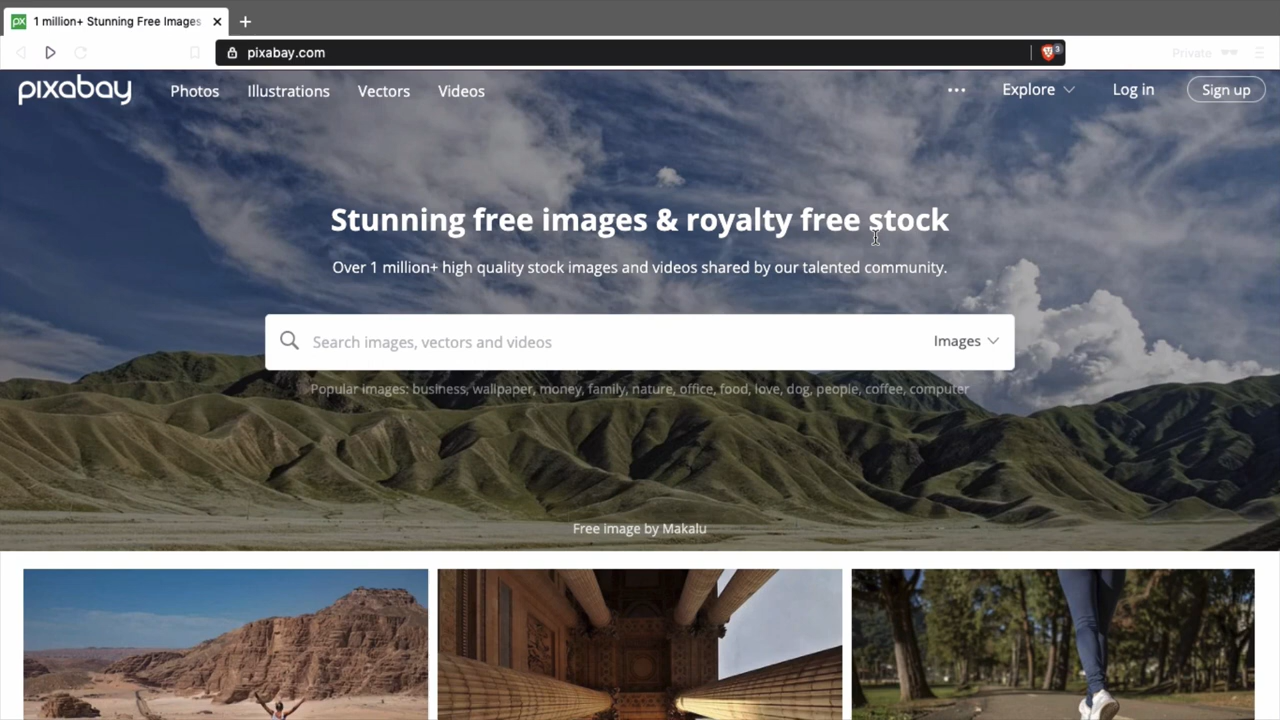 1 million+ Stunning Free Images
pixabay.com
3
Private
pixabay
Photos
Illustrations
Vectors
Videos
Explore
Log in
Sign up
Stunning free images & royalty free stock
Over 1 million+ high quality stock images and videos shared by our talented community.
Search images, vectors and videos
Images
Popular images: business, wallpaper, money, family, nature, office, food, love, dog, people, coffee, computer
Free image by Makalu